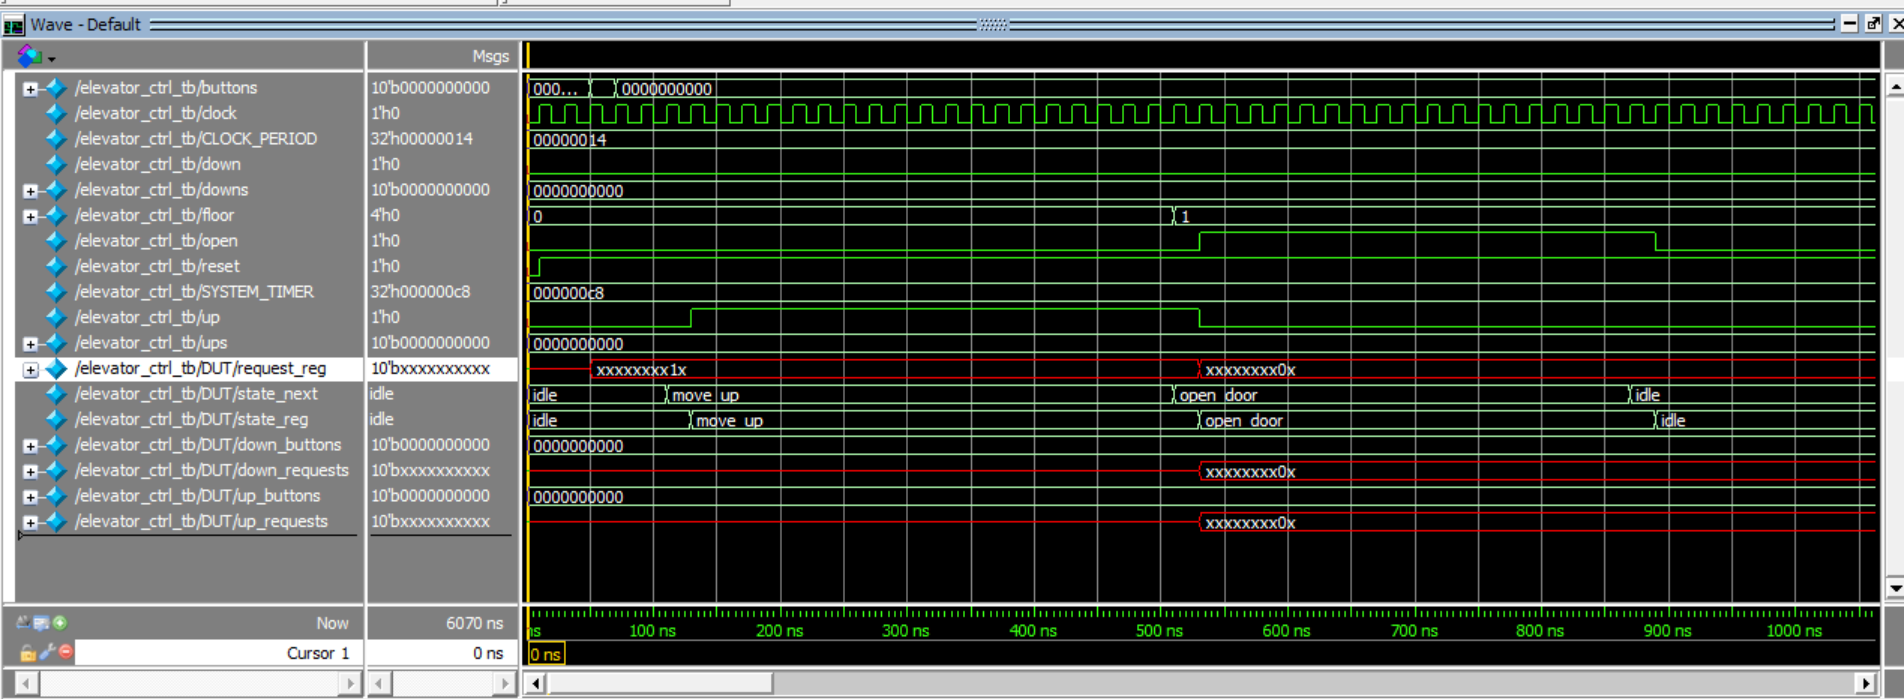 Wave - Default
Msgs
/elevator_ctrl_tb/buttons 10'b0000000000 000... 0000000000
/elevator_ctrl_tb/clock 1'h0
/elevator_ctrl_tb/CLOCK_PERIOD 32'h00000014 00000014
/elevator_ctrl_tb/down 1'h0
/elevator_ctrl_tb/downs 10'b0000000000 0000000000
/elevator_ctrl_tb/floor 4'h0 0 1
/elevator_ctrl_tb/open 1'h0
/elevator_ctrl_tb/reset 1'h0
/elevator_ctrl_tb/SYSTEM_TIMER 32'h000000c8 000000c8
/elevator_ctrl_tb/up 1'h0
/elevator_ctrl_tb/ups 10'b0000000000 0000000000
/elevator_ctrl_tb/DUT/request_reg 10'bxxxxxxxxxx xxxxxxxx1x xxxxxxxx0x
/elevator_ctrl_tb/DUT/state_next idle idle move_up open_door idle
/elevator_ctrl_tb/DUT/state_reg idle idle move_up open_door idle
/elevator_ctrl_tb/DUT/down_buttons 10'b0000000000 0000000000
/elevator_ctrl_tb/DUT/down_requests 10'bxxxxxxxxxx xxxxxxxx0x
/elevator_ctrl_tb/DUT/up_buttons 10'b0000000000 0000000000
/elevator_ctrl_tb/DUT/up_requests 10'bxxxxxxxxxx xxxxxxxx0x
Now 6070 ns ns 100 ns 200 ns 300 ns 400 ns 500 ns 600 ns 700 ns 800 ns 900 ns 1000 ns
Cursor 1 0 ns 0 ns